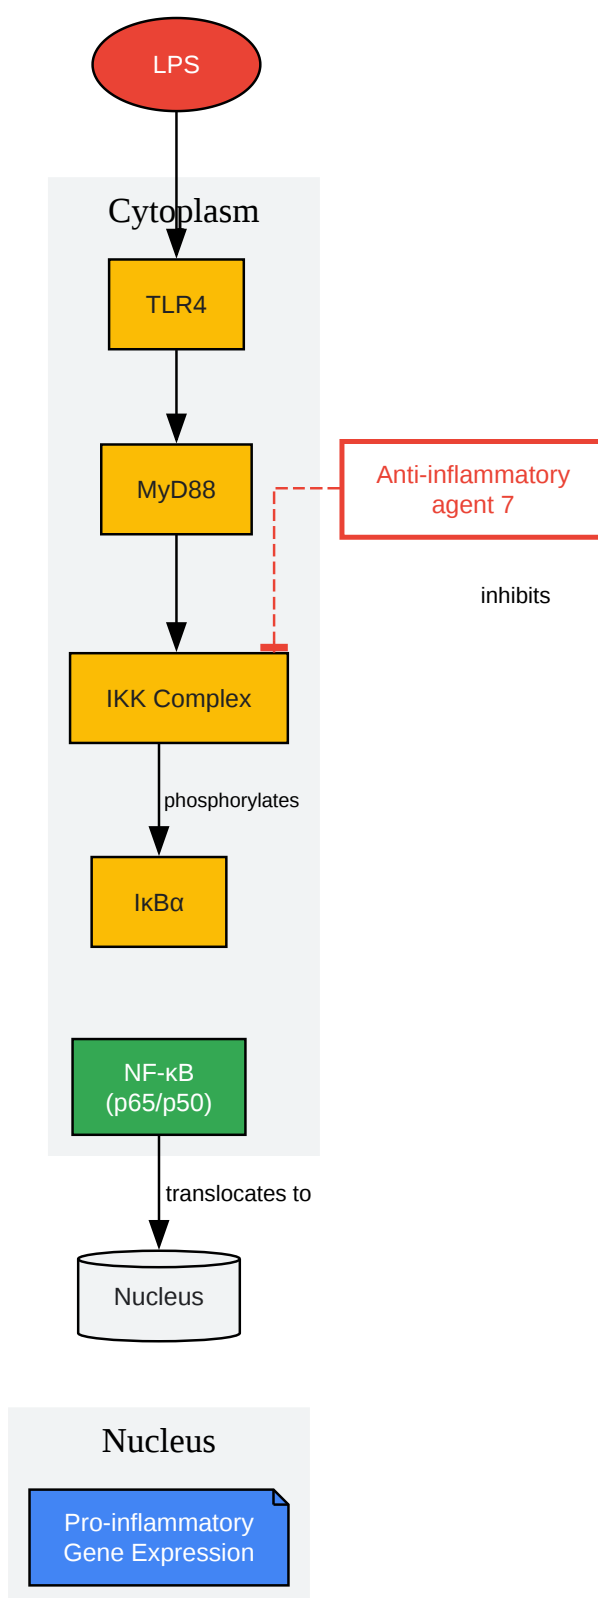 LPS
Cytoplasm
TLR4
MyD88
Anti-inflammatory
agent 7
inhibits
IKK Complex
phosphorylates
IκBα
NF-κB
(p65/p50)
translocates to
Nucleus
Nucleus
Pro-inflammatory
Gene Expression